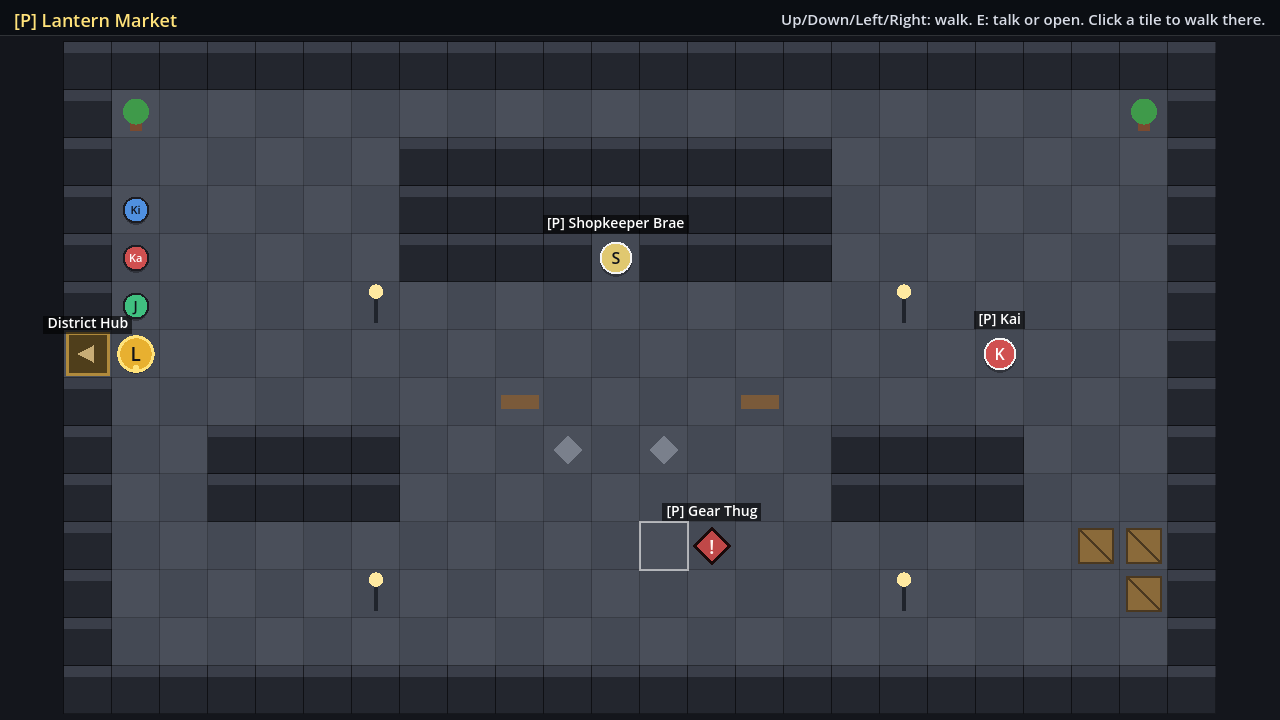 [P] Lantern Market
Up/Down/Left/Right: walk. E: talk or open. Click a tile to walk there.
Ki
[P] Shopkeeper Brae
Ka
S
J
District Hub
[P] Kai
L
K
[P] Gear Thug
!